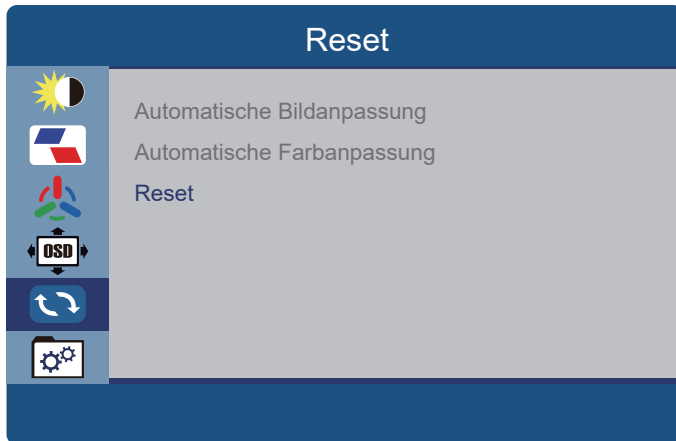 Reset
Automatische Bildanpassung
Automatische Farbanpassung
Reset
OSD